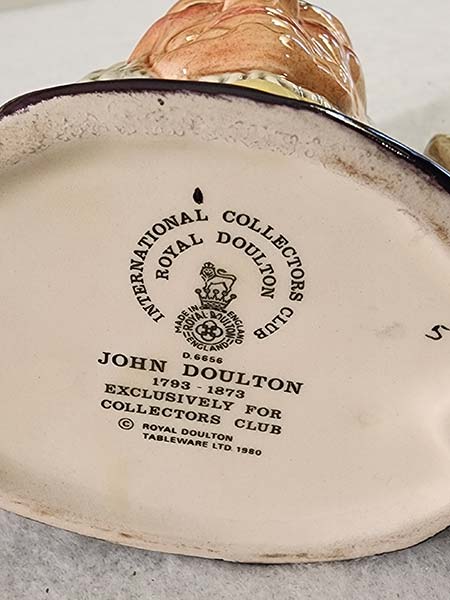 INTERNATIONAL COLLECTORS CLUB
ROYAL DOULTON
MADE IN ENGLAND
ROYAL DOULTON
ENGLAND
D.6656
JOHN DOULTON
1793 - 1873
EXCLUSIVELY FOR
COLLECTORS CLUB
© ROYAL DOULTON
TABLEWARE LTD. 1980
5